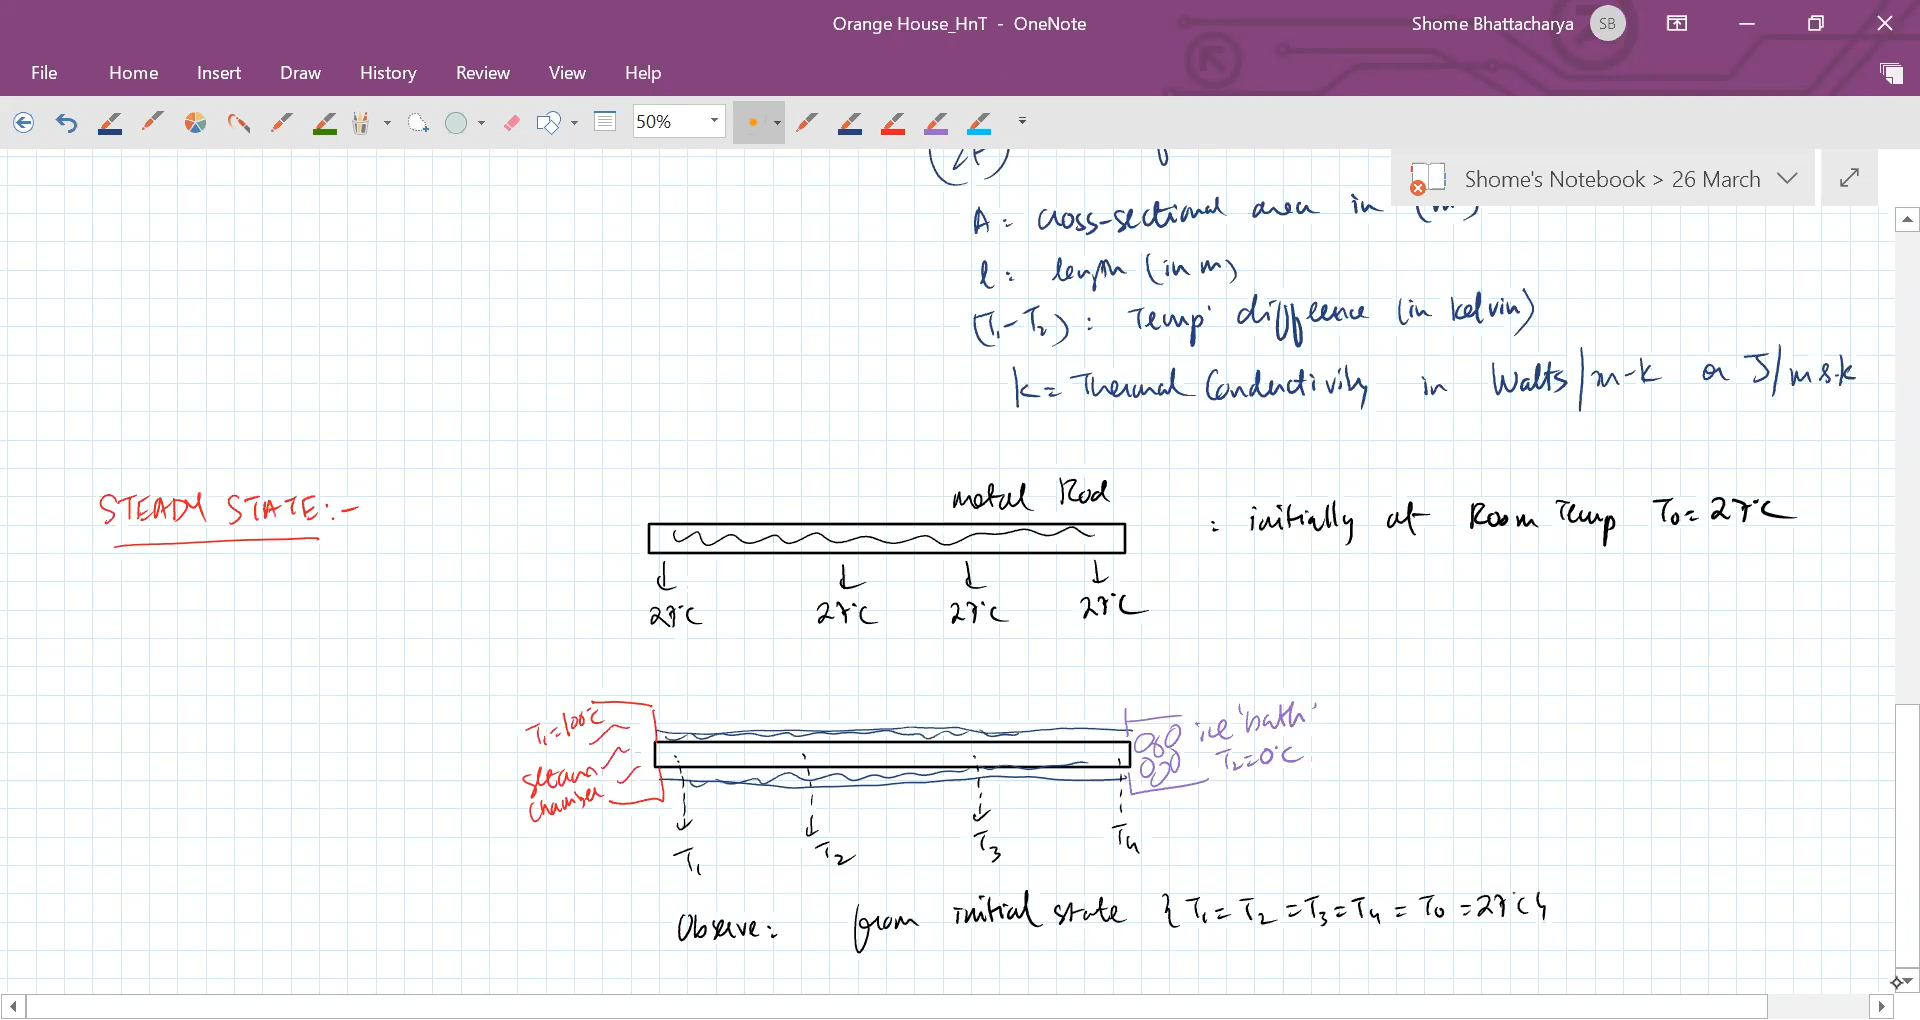 Orange House_HnT - OneNote
Shome Bhattacharya SB
File Home Insert Draw History Review View Help
50%
Shome's Notebook > 26 March
A: cross-sectional area in (m
l: length (in m)
(T₁-T₂): Temp. difference (in kelvin)
k = Thermal Conductivity in Watts/m-k or J/m s-k
STEADY STATE:-
metal Rod
: initially at Room Temp T₀ = 27°C
27°C 27°C 27°C 27°C
T₁ = 100°C
steam
chamber
ice 'bath'
T₂ = 0°C
T₁ T₂ T₃ T₄
Observe: from initial state { T₁ = T₂ = T₃ = T₄ = T₀ = 27°C }